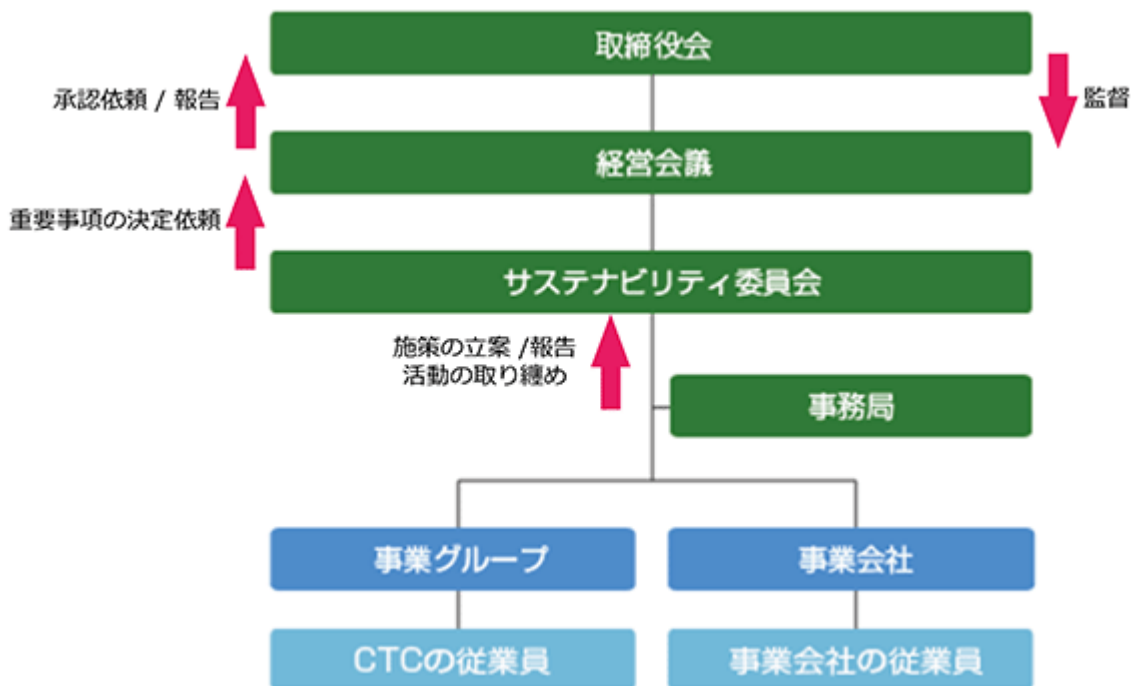 取締役会
承認依頼 / 報告
監督
経営会議
重要事項の決定依頼
サステナビリティ委員会
施策の立案 /報告
活動の取り纏め
事務局
事業グループ
事業会社
CTCの従業員
事業会社の従業員